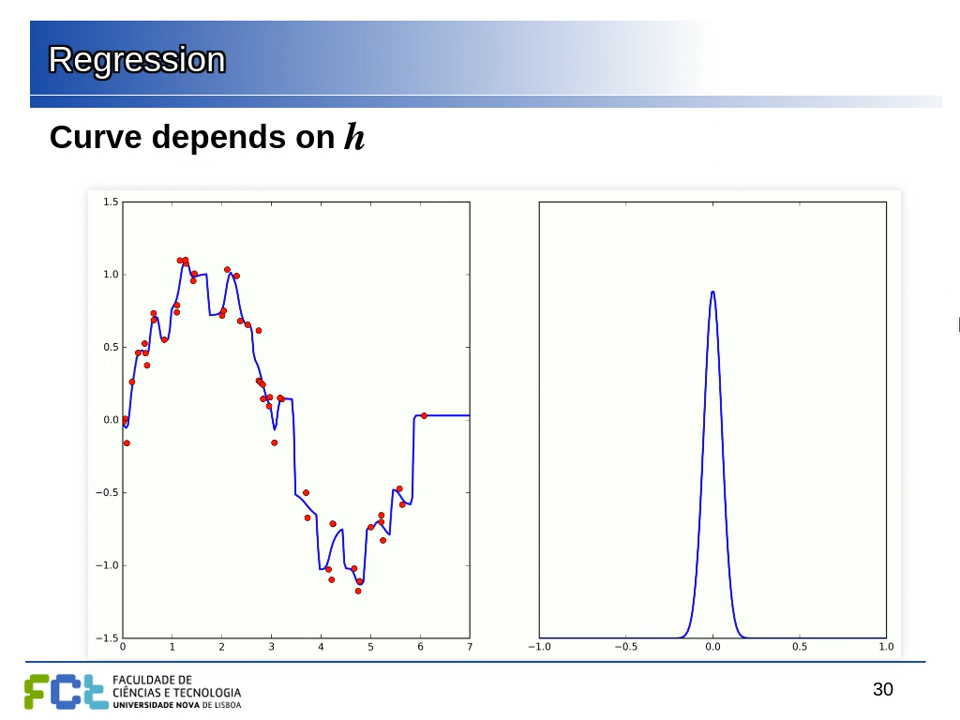 Regression
Curve depends on h
1.5
1.0
0.5
0.0
−0.5
−1.0
−1.5
0 1 2 3 4 5 6 7
−1.0 −0.5 0.0 0.5 1.0
FCt
FACULDADE DE
CIÊNCIAS E TECNOLOGIA
UNIVERSIDADE NOVA DE LISBOA
30